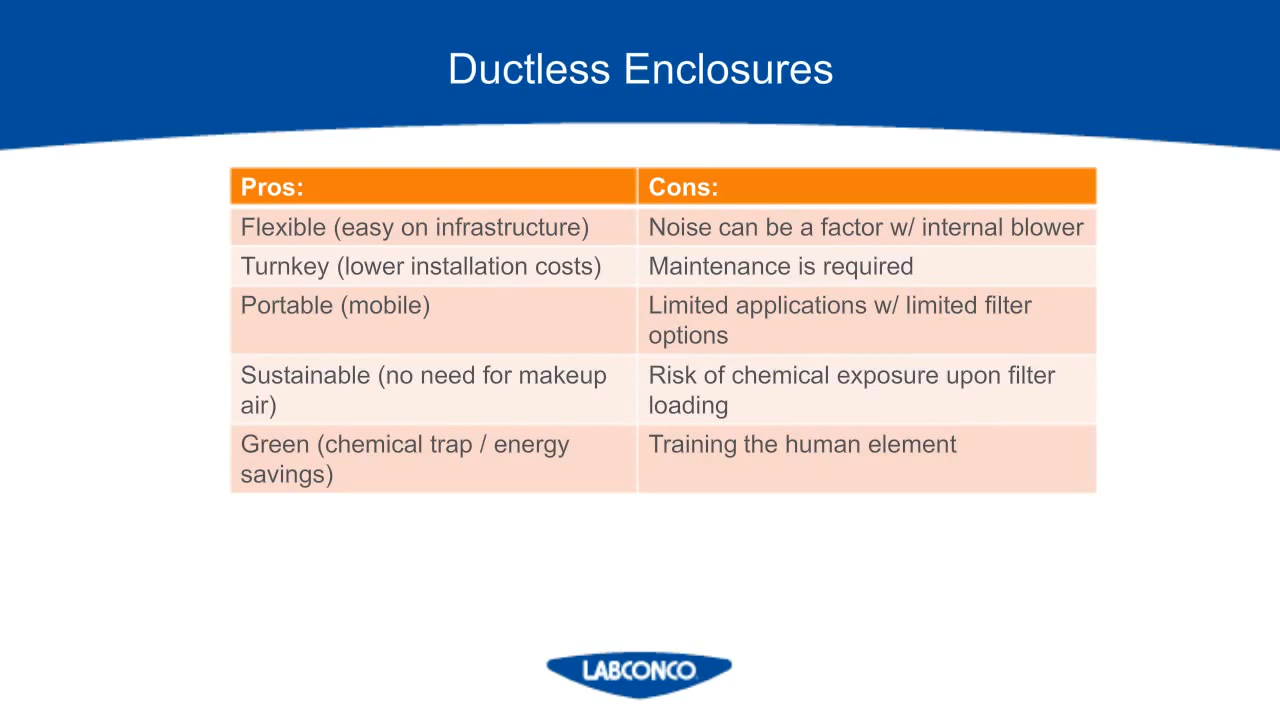 Ductless Enclosures
Pros:
Cons:
Flexible (easy on infrastructure)
Noise can be a factor w/ internal blower
Turnkey (lower installation costs)
Maintenance is required
Portable (mobile)
Limited applications w/ limited filter
options
Sustainable (no need for makeup
air)
Risk of chemical exposure upon filter
loading
Green (chemical trap / energy
savings)
Training the human element
LABCONCO